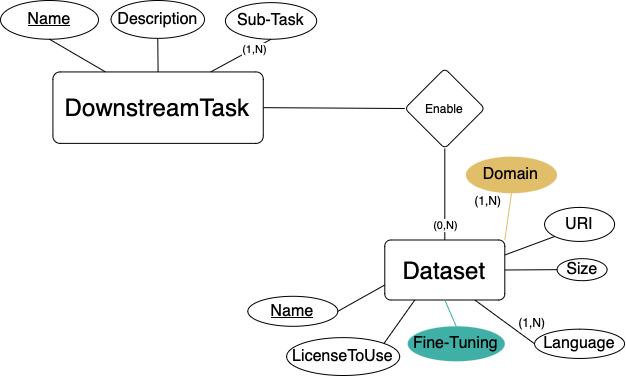 Name
Description
Sub-Task
(1,N)
DownstreamTask
Enable
Domain
(1,N)
(0,N)
URI
Dataset
Size
Name
(1,N)
LicenseToUse
Fine-Tuning
Language